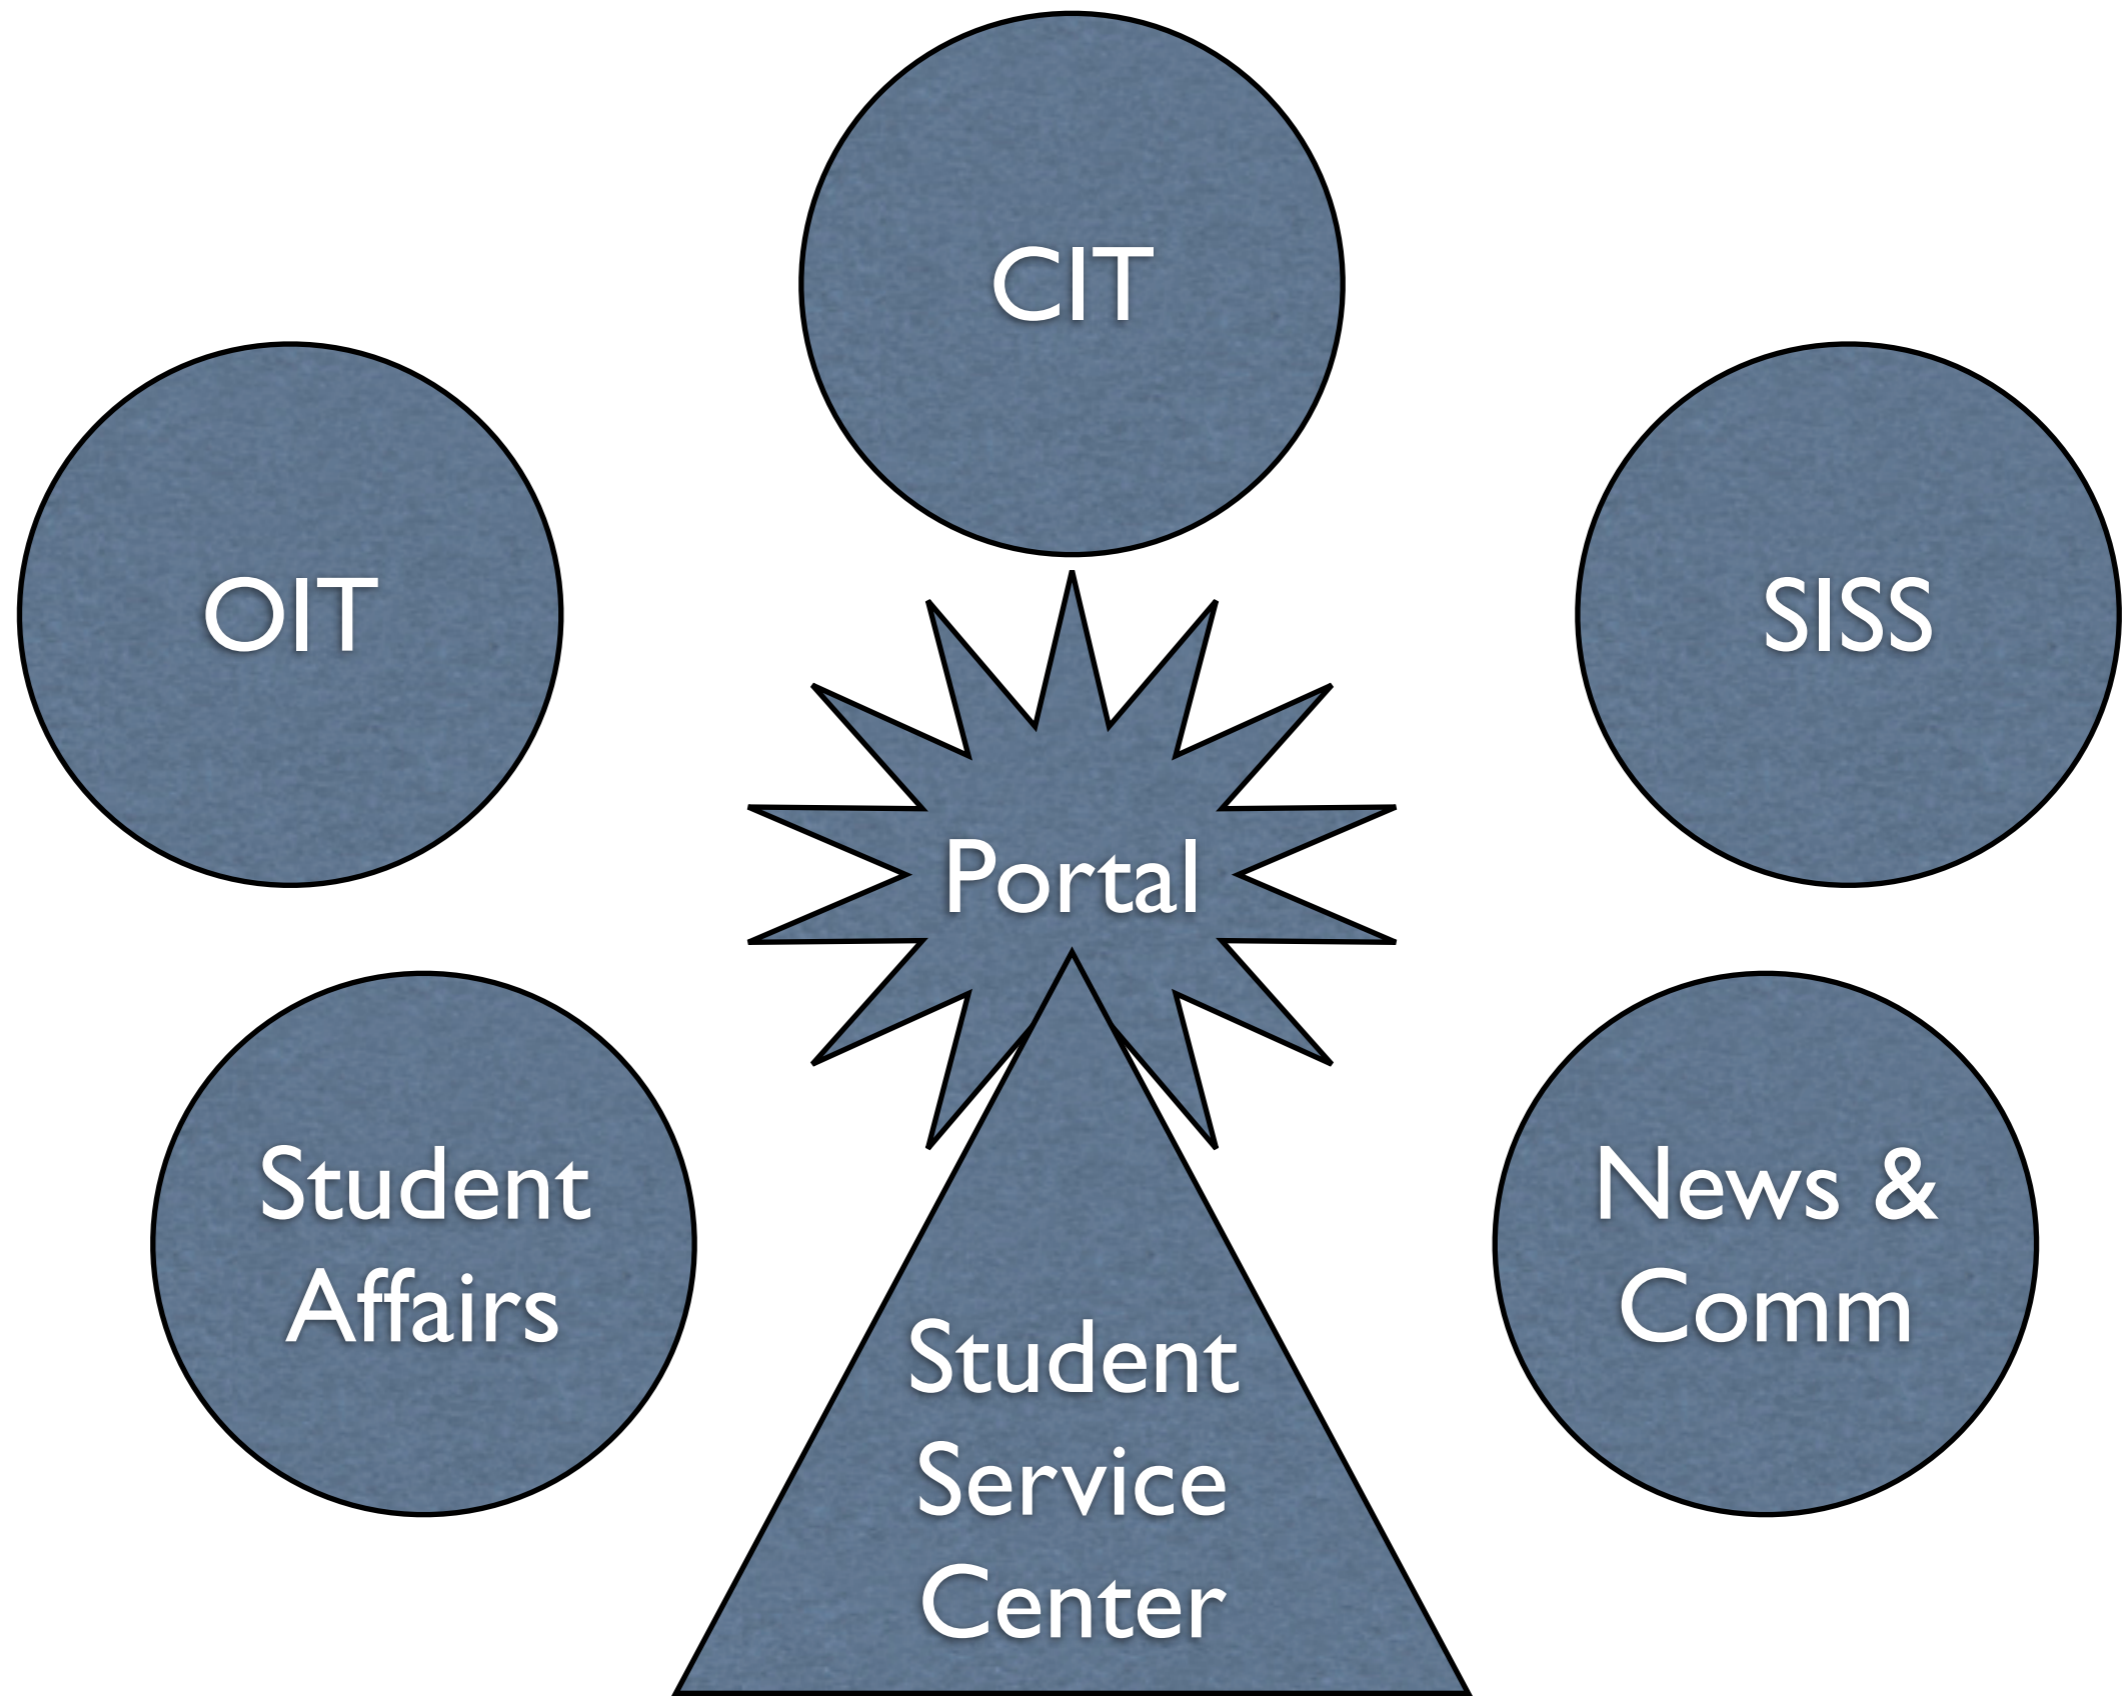 CIT
OIT
SISS
Portal
Student
Affairs
News &
Comm
Student
Service
Center